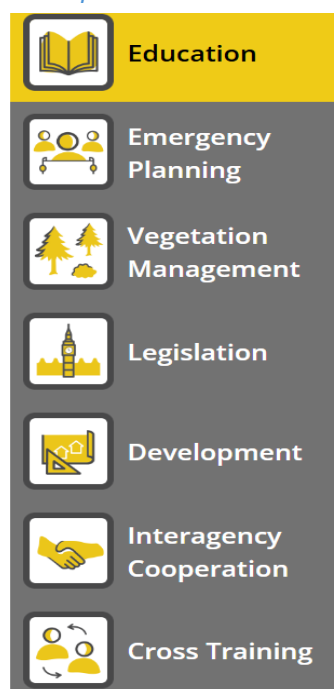 Education
Emergency
Planning
Vegetation
Management
Legislation
Development
Interagency
Cooperation
Cross Training